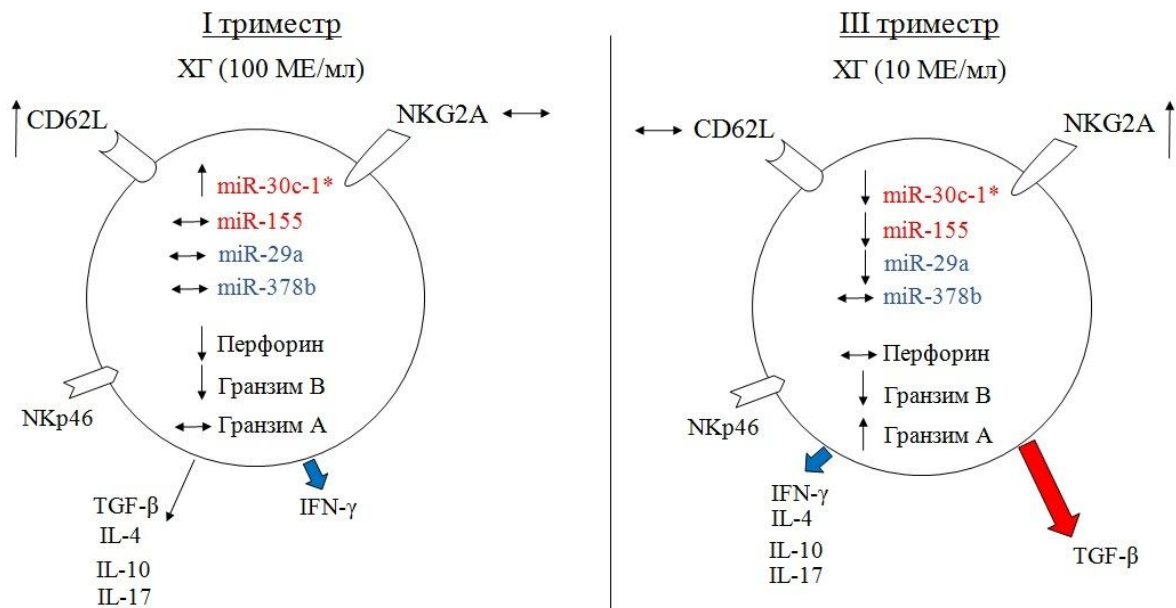 I триместр
ХГ (100 МЕ/мл)
CD62L
NKG2A
miR-30c-1*
miR-155
miR-29a
miR-378b
Перфорин
Гранзим В
Гранзим А
NKp46
TGF-β
IL-4
IL-10
IL-17
IFN-γ
III триместр
ХГ (10 МЕ/мл)
CD62L
NKG2A
miR-30c-1*
miR-155
miR-29a
miR-378b
Перфорин
Гранзим В
Гранзим А
NKp46
IFN-γ
IL-4
IL-10
IL-17
TGF-β